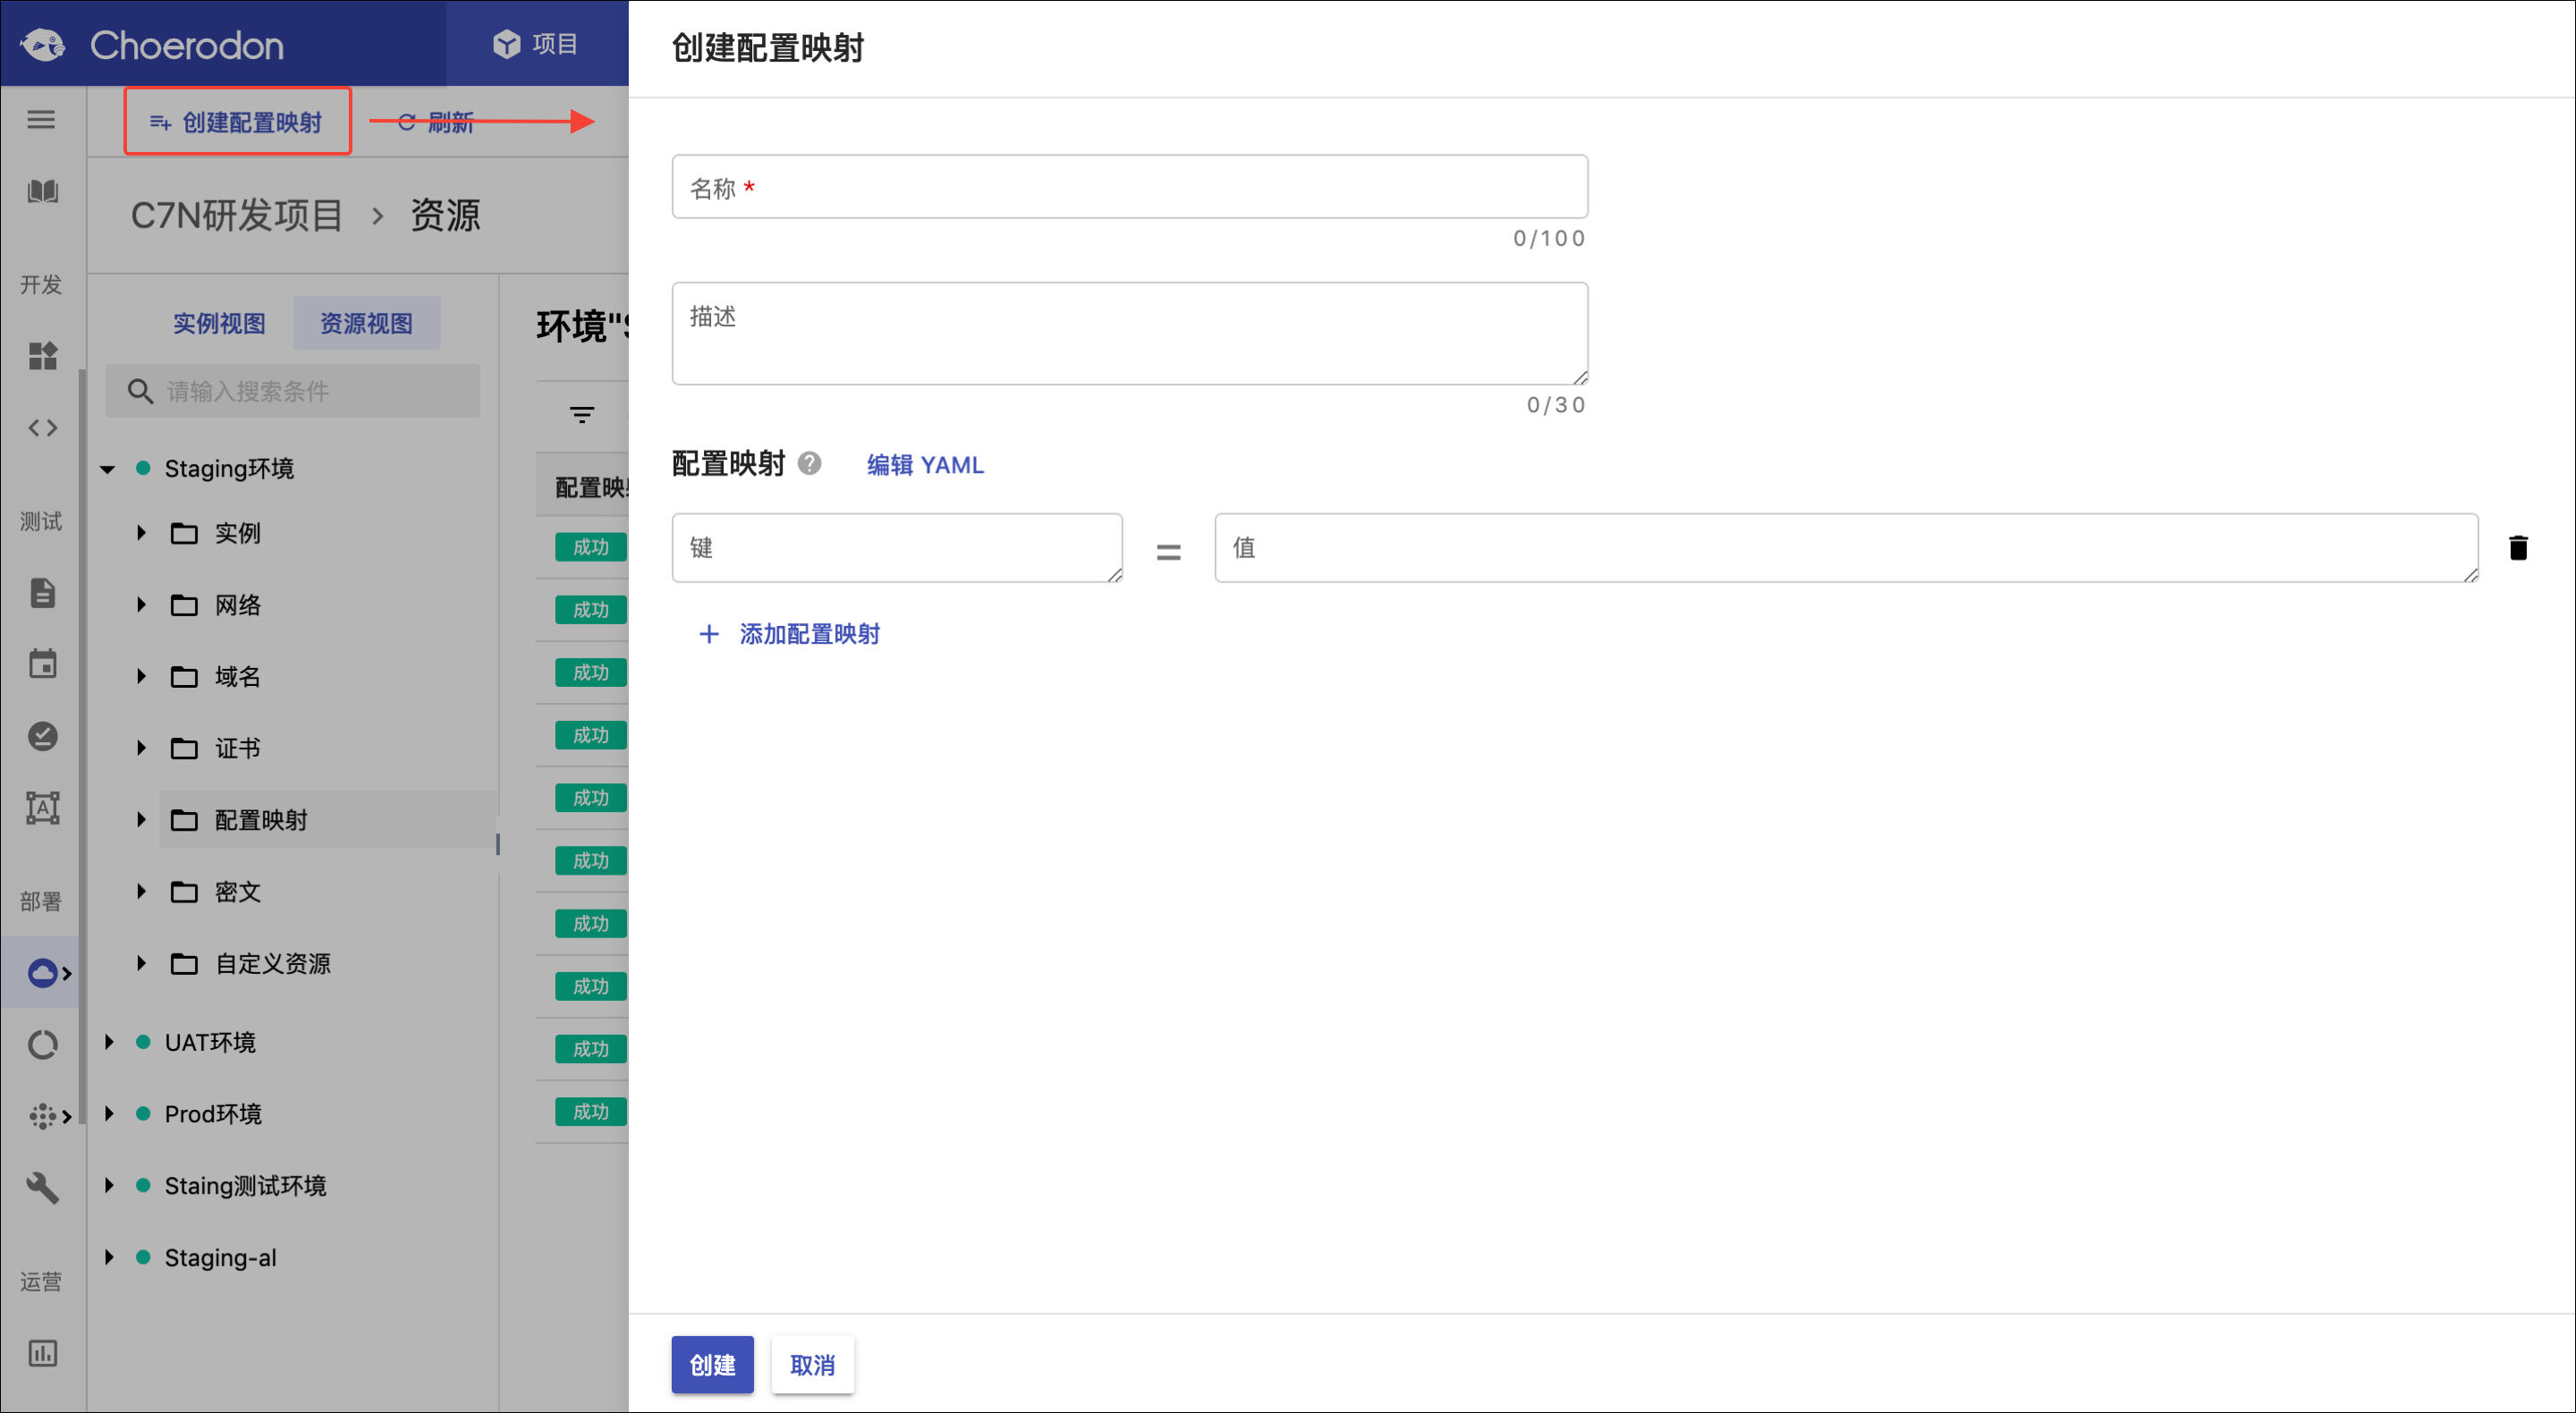 Choerodon
项目
创建配置映射
刷新
C7N研发项目 > 资源
开发
测试
部署
运营
实例视图
资源视图
请输入搜索条件
Staging环境
实例
网络
域名
证书
配置映射
密文
自定义资源
UAT环境
Prod环境
Staing测试环境
Staging-al
环境"S
配置映
成功
成功
成功
成功
成功
成功
成功
成功
成功
成功
创建配置映射
名称 *
0/100
描述
0/30
配置映射 ? 编辑 YAML
键 = 值
+ 添加配置映射
创建 取消